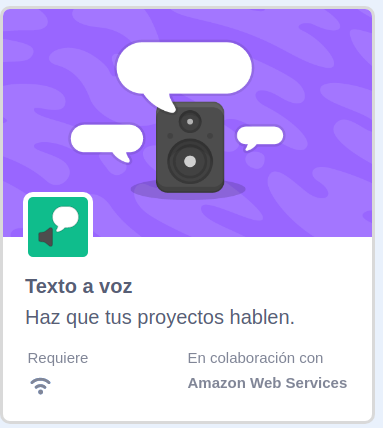 Texto a voz
Haz que tus proyectos hablen.
Requiere
En colaboración con
Amazon Web Services